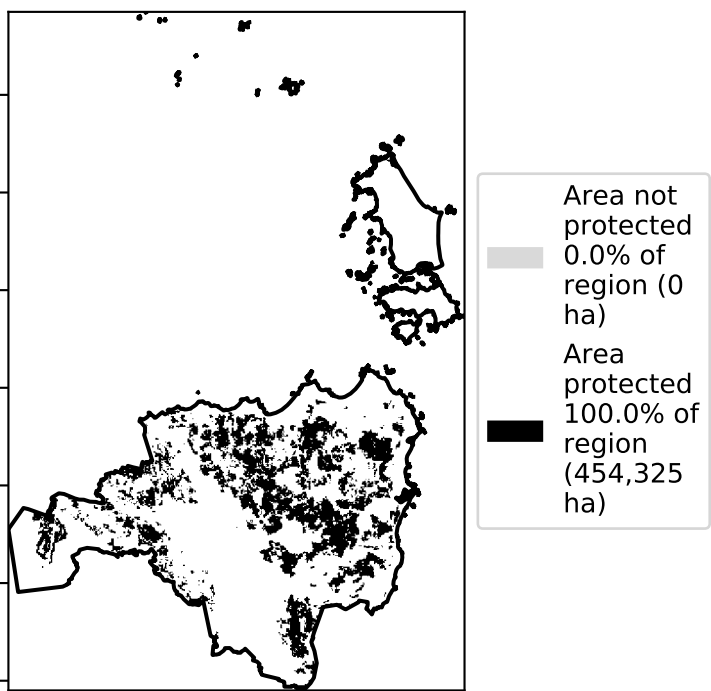 Area not
protected
0.0% of
region (0
ha)
Area
protected
100.0% of
region
(454,325
ha)